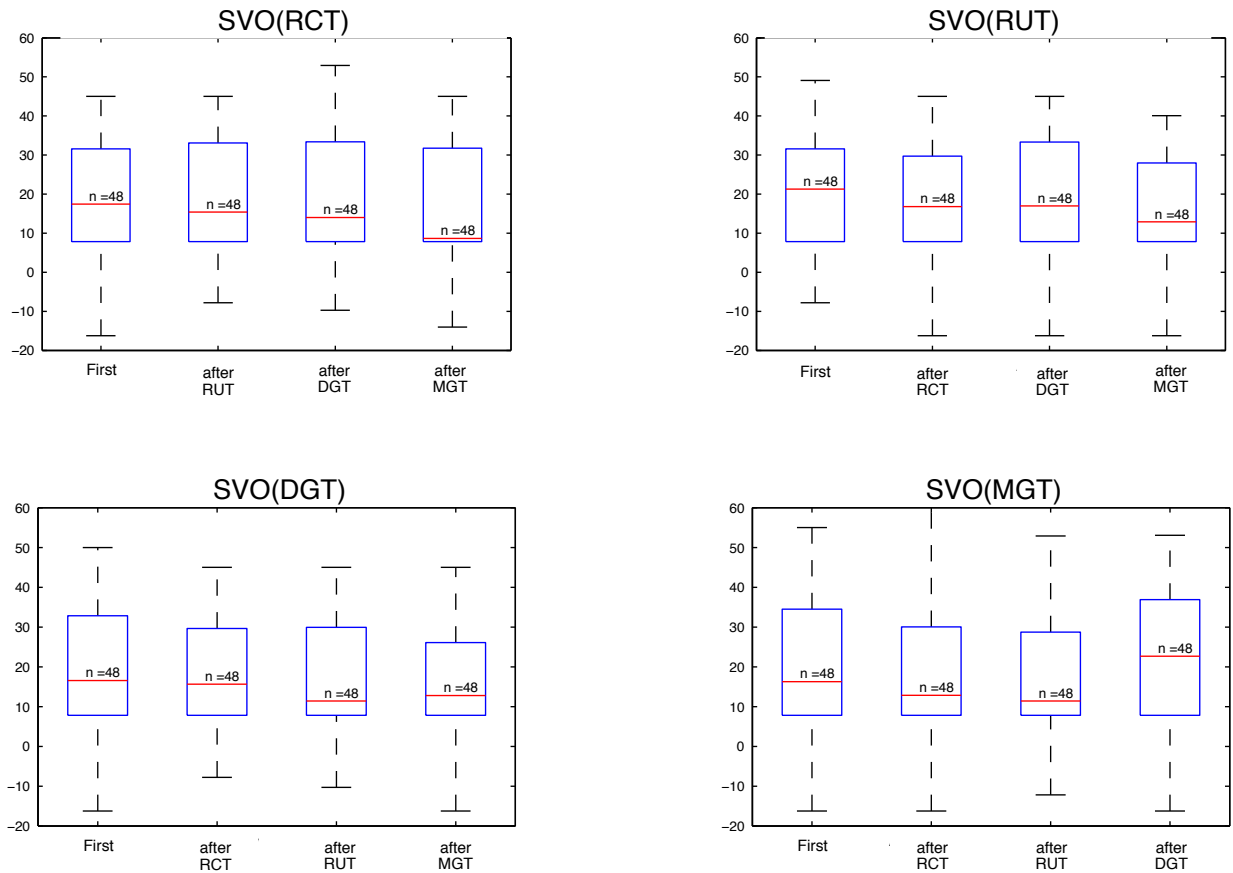 SVO(RCT)
60
50
40
30
20
10
0
−10
−20
n =48
n =48
n =48
n =48
First
after
RUT
after
DGT
after
MGT
SVO(RUT)
60
50
40
30
20
10
0
−10
−20
n =48
n =48
n =48
n =48
First
after
RCT
after
DGT
after
MGT
SVO(DGT)
60
50
40
30
20
10
0
−10
−20
n =48
n =48
n =48
n =48
First
after
RCT
after
RUT
after
MGT
SVO(MGT)
60
50
40
30
20
10
0
−10
−20
n =48
n =48
n =48
n =48
First
after
RCT
after
RUT
after
DGT